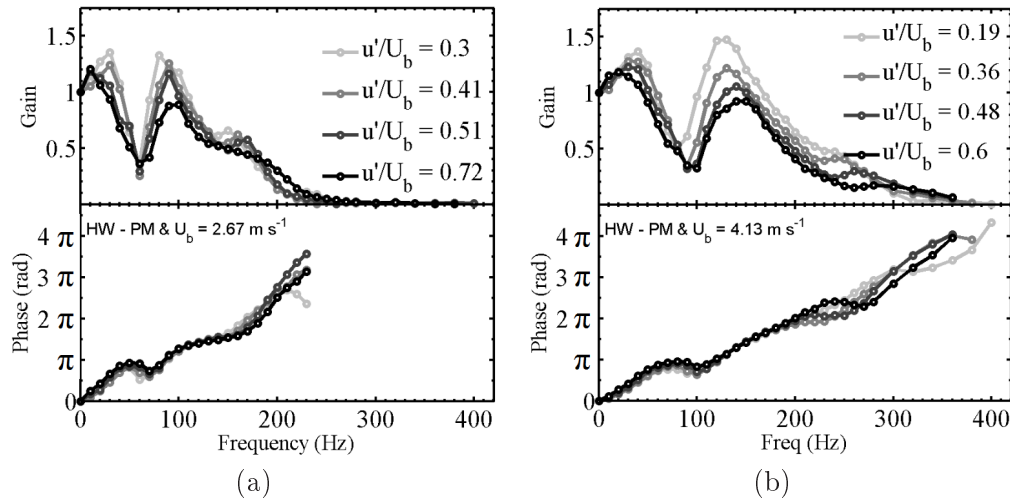 1.5
1
0.5
Gain
u'/U_b = 0.3
u'/U_b = 0.41
u'/U_b = 0.51
u'/U_b = 0.72
HW - PM & U_b = 2.67 m s⁻¹
4 π
3 π
2 π
π
0
Phase (rad)
0 100 200 300 400
Frequency (Hz)
(a)
1.5
1
0.5
Gain
u'/U_b = 0.19
u'/U_b = 0.36
u'/U_b = 0.48
u'/U_b = 0.6
HW - PM & U_b = 4.13 m s⁻¹
4 π
3 π
2 π
π
0
Phase (rad)
0 100 200 300 400
Freq (Hz)
(b)